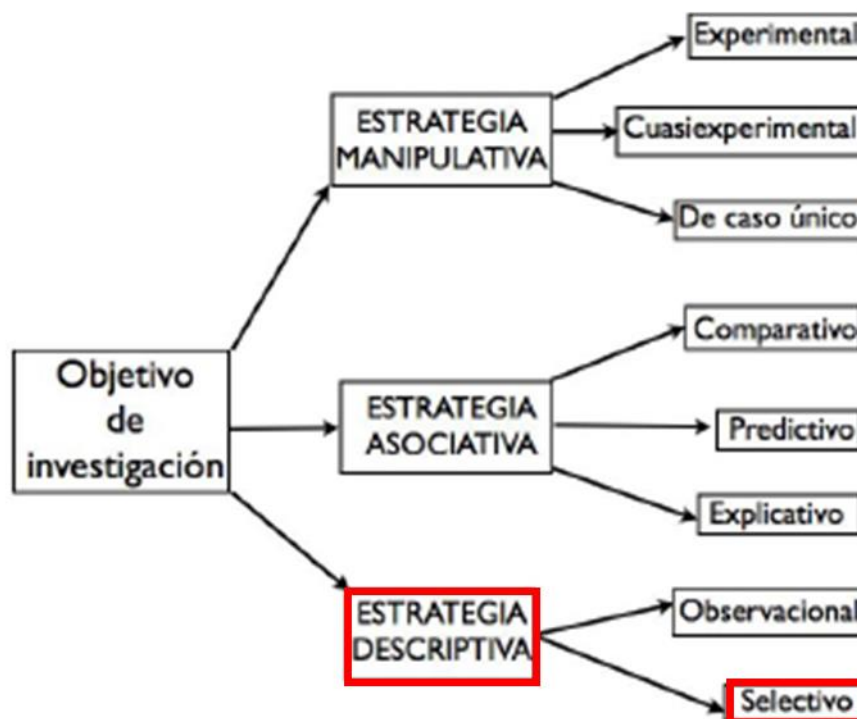 Experimental
ESTRATEGIA
MANIPULATIVA
Cuasiexperimental
De caso único
Objetivo
de
investigación
ESTRATEGIA
ASOCIATIVA
Comparativo
Predictivo
Explicativo
ESTRATEGIA
DESCRIPTIVA
Observacional
Selectivo